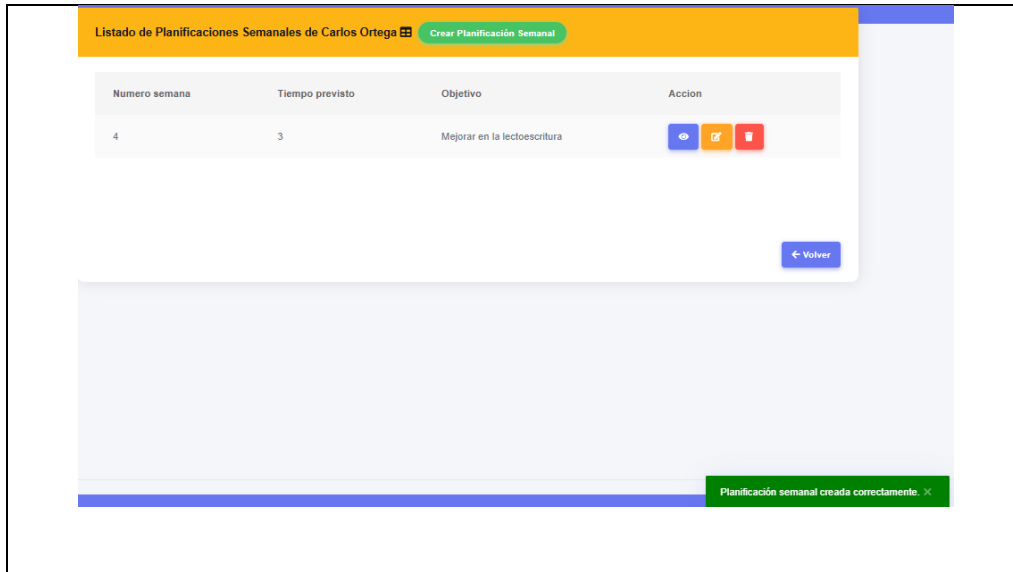 Listado de Planificaciones Semanales de Carlos Ortega Crear Planificación Semanal
Numero semana Tiempo previsto Objetivo Accion
4 3 Mejorar en la lectoescritura
Volver
Planificación semanal creada correctamente. ×